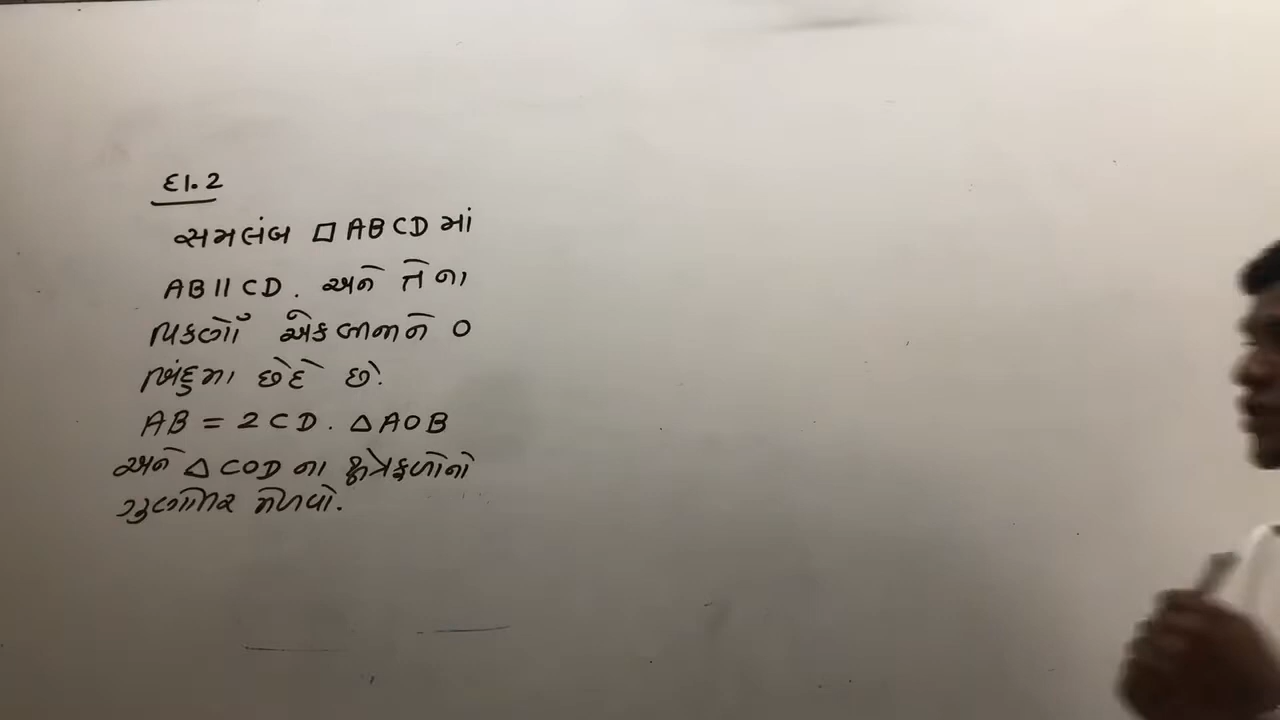 દા.2
સમલંબ □ABCD માં
AB॥CD. અને તેના
વિકર્ણો એકબીજાને O
બિંદુમાં છેદે છે.
AB = 2CD. △AOB
અને △COD ના ક્ષેત્રફળોનો
ગુણોત્તર મેળવો.